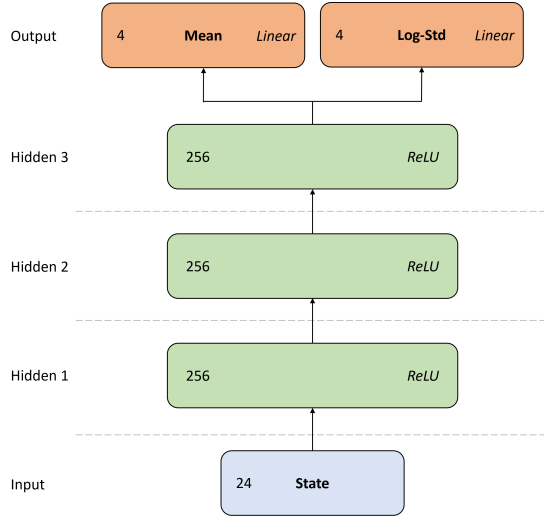 Output 4 Mean Linear 4 Log-Std Linear
Hidden 3 256 ReLU
Hidden 2 256 ReLU
Hidden 1 256 ReLU
Input 24 State